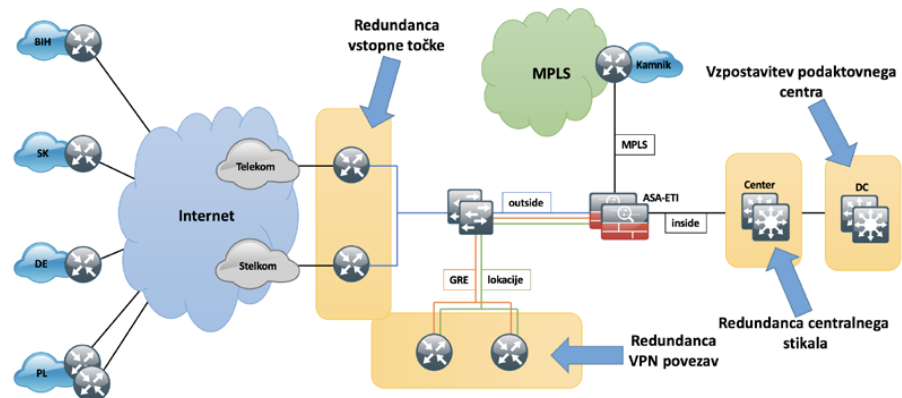 BIH
SK
DE
PL
Internet
Telekom
Stelkom
Redundanca
vstopne točke
MPLS
Kamnik
MPLS
outside
ASA-ETI
inside
GRE
lokacije
Center
DC
Vzpostavitev podaktovnega
centra
Redundanca centralnega
stikala
Redundanca
VPN povezav